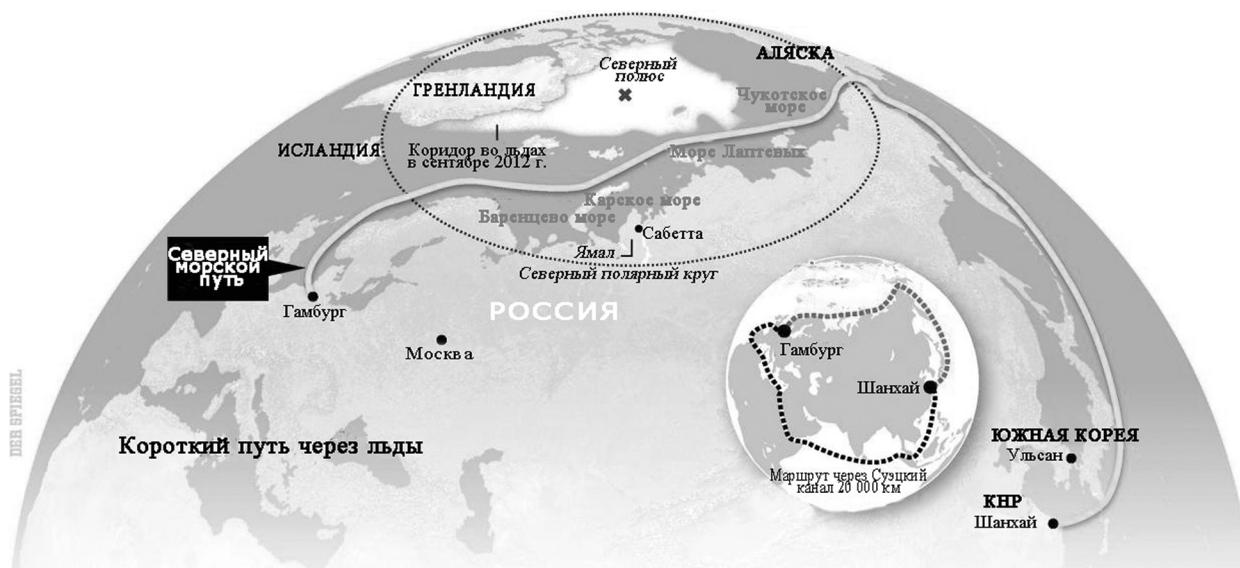 АЛЯСКА
Северный
полюс
ГРЕНЛАНДИЯ
Чукотское
море
ИСЛАНДИЯ
Коридор во льдах
в сентябре 2012 г.
Море Лаптевых
Карское море
Баренцево море
Сабетта
Ямал
Северный полярный круг
Северный
морской
путь
Гамбург
РОССИЯ
Москва
Гамбург
Шанхай
DER SPIEGEL
Короткий путь через льды
Маршрут через Суэцкий
канал 20 000 км
ЮЖНАЯ КОРЕЯ
Ульсан
КНР
Шанхай